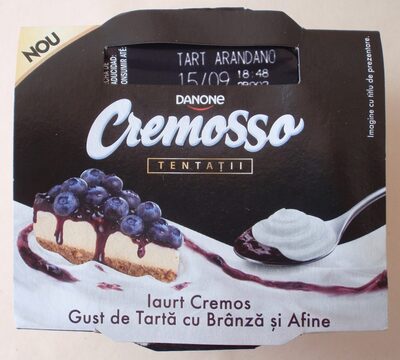 NOU
TART ARANDANO
15/09 18:48
DANONE
Cremosso
TENTAȚII
Imagine cu titlu de prezentare.
Iaurt Cremos
Gust de Tartă cu Brânză și Afine